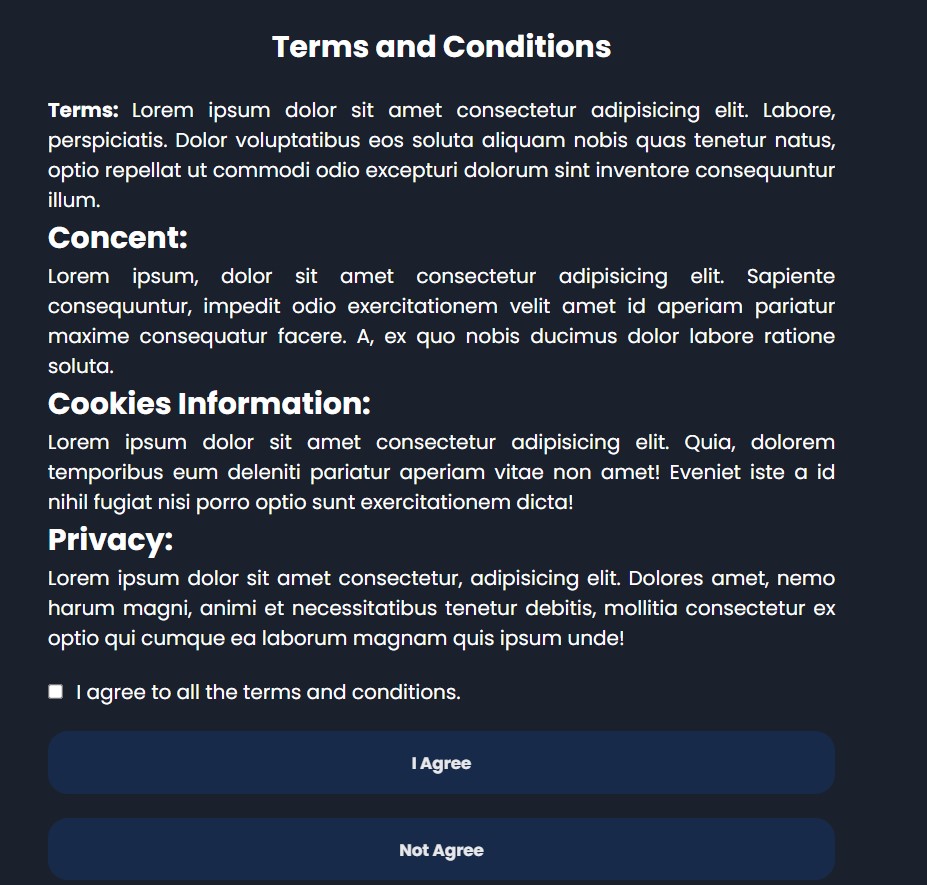 Terms and Conditions
Terms: Lorem ipsum dolor sit amet consectetur adipisicing elit. Labore,
perspiciatis. Dolor voluptatibus eos soluta aliquam nobis quas tenetur natus,
optio repellat ut commodi odio excepturi dolorum sint inventore consequuntur
illum.
Concent:
Lorem ipsum, dolor sit amet consectetur adipisicing elit. Sapiente
consequuntur, impedit odio exercitationem velit amet id aperiam pariatur
maxime consequatur facere. A, ex quo nobis ducimus dolor labore ratione
soluta.
Cookies Information:
Lorem ipsum dolor sit amet consectetur adipisicing elit. Quia, dolorem
temporibus eum deleniti pariatur aperiam vitae non amet! Eveniet iste a id
nihil fugiat nisi porro optio sunt exercitationem dicta!
Privacy:
Lorem ipsum dolor sit amet consectetur, adipisicing elit. Dolores amet, nemo
harum magni, animi et necessitatibus tenetur debitis, mollitia consectetur ex
optio qui cumque ea laborum magnam quis ipsum unde!
I agree to all the terms and conditions.
I Agree
Not Agree